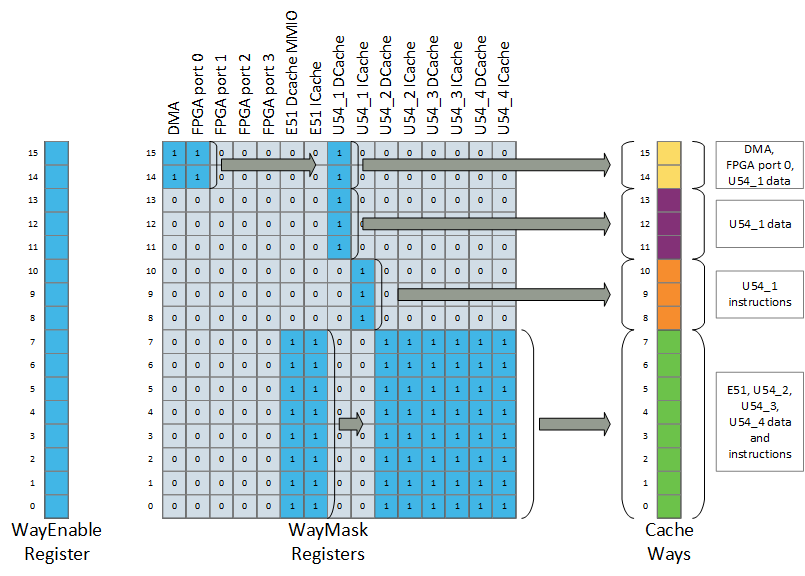 DMA
FPGA port 0
FPGA port 1
FPGA port 2
FPGA port 3
E51 Dcache MMIO
E51 ICache
U54_1 DCache
U54_1 ICache
U54_2 DCache
U54_2 ICache
U54_3 DCache
U54_3 ICache
U54_4 DCache
U54_4 ICache
15 15 1 1 0 0 0 0 0 1 0 0 0 0 0 0 0 15
14 14 1 1 0 0 0 0 0 1 0 0 0 0 0 0 0 14
13 13 0 0 0 0 0 0 0 1 0 0 0 0 0 0 0 13
12 12 0 0 0 0 0 0 0 1 0 0 0 0 0 0 0 12
11 11 0 0 0 0 0 0 0 1 0 0 0 0 0 0 0 11
10 10 0 0 0 0 0 0 0 0 1 0 0 0 0 0 0 10
9 9 0 0 0 0 0 0 0 0 1 0 0 0 0 0 0 9
8 8 0 0 0 0 0 0 0 0 1 0 0 0 0 0 0 8
7 7 0 0 0 0 0 1 1 0 0 1 1 1 1 1 1 7
6 6 0 0 0 0 0 1 1 0 0 1 1 1 1 1 1 6
5 5 0 0 0 0 0 1 1 0 0 1 1 1 1 1 1 5
4 4 0 0 0 0 0 1 1 0 0 1 1 1 1 1 1 4
3 3 0 0 0 0 0 1 1 0 0 1 1 1 1 1 1 3
2 2 0 0 0 0 0 1 1 0 0 1 1 1 1 1 1 2
1 1 0 0 0 0 0 1 1 0 0 1 1 1 1 1 1 1
0 0 0 0 0 0 0 1 1 0 0 1 1 1 1 1 1 0
DMA,
FPGA port 0,
U54_1 data
U54_1 data
U54_1
instructions
E51, U54_2,
U54_3,
U54_4 data
and
instructions
WayEnable
Register
WayMask
Registers
Cache
Ways